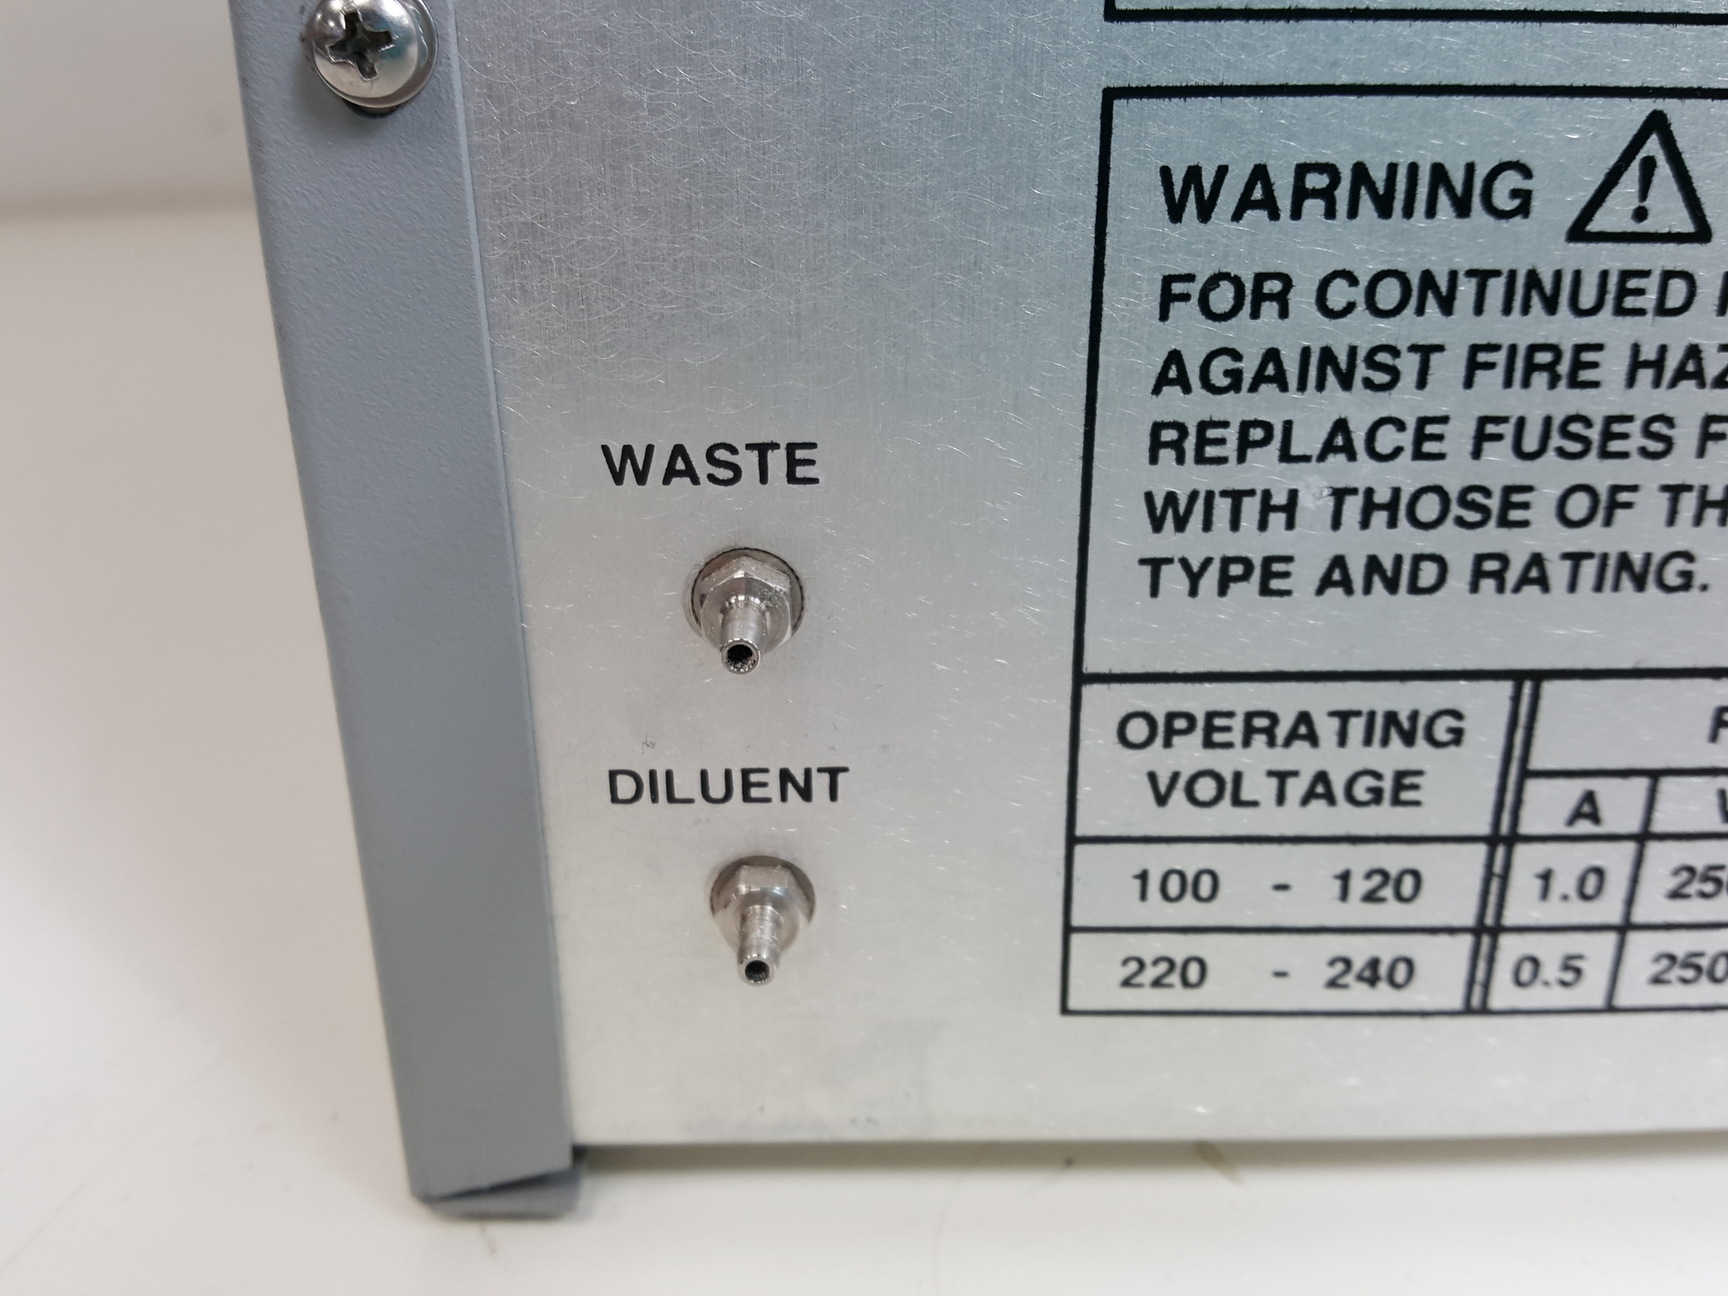 WARNING
FOR CONTINUED
AGAINST FIRE
REPLACE FUSES
WITH THOSE OF
TYPE AND RATING.
WASTE
DILUENT
OPERATING
VOLTAGE
A
100 - 120 1.0
220 - 240 0.5 250